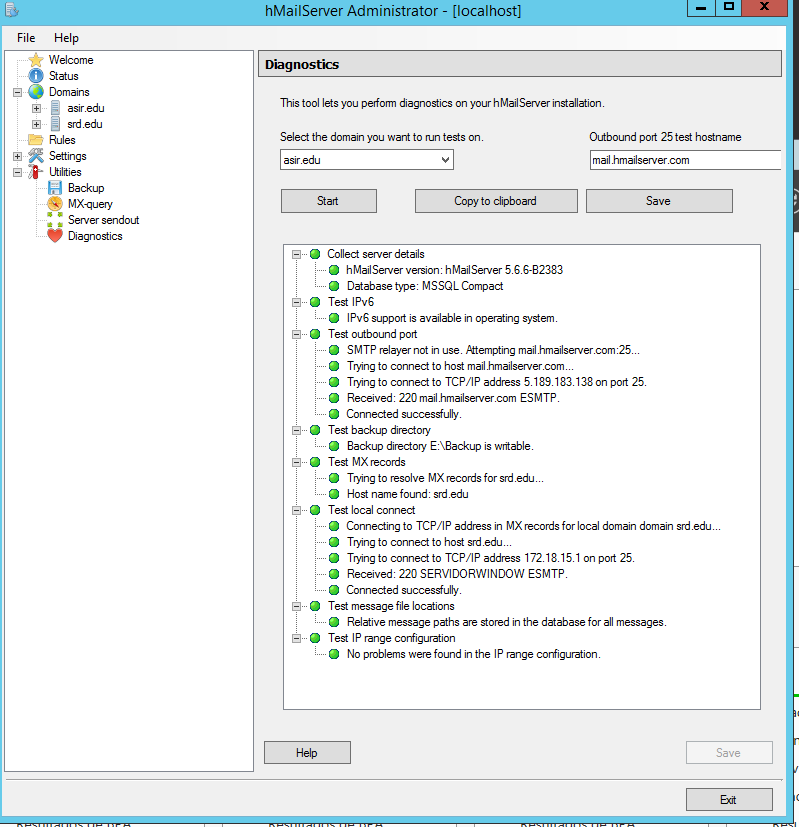 hMailServer Administrator - [localhost]
File Help
Welcome
Status
Domains
asir.edu
srd.edu
Rules
Settings
Utilities
Backup
MX-query
Server sendout
Diagnostics
Diagnostics
This tool lets you perform diagnostics on your hMailServer installation.
Select the domain you want to run tests on.
Outbound port 25 test hostname
asir.edu
mail.hmailserver.com
Start
Copy to clipboard
Save
Collect server details
hMailServer version: hMailServer 5.6.6-B2383
Database type: MSSQL Compact
Test IPv6
IPv6 support is available in operating system.
Test outbound port
SMTP relayer not in use. Attempting mail.hmailserver.com:25...
Trying to connect to host mail.hmailserver.com...
Trying to connect to TCP/IP address 5.189.183.138 on port 25.
Received: 220 mail.hmailserver.com ESMTP.
Connected successfully.
Test backup directory
Backup directory E:\Backup is writable.
Test MX records
Trying to resolve MX records for srd.edu...
Host name found: srd.edu
Test local connect
Connecting to TCP/IP address in MX records for local domain domain srd.edu...
Trying to connect to host srd.edu...
Trying to connect to TCP/IP address 172.18.15.1 on port 25.
Received: 220 SERVIDORWINDOW ESMTP.
Connected successfully.
Test message file locations
Relative message paths are stored in the database for all messages.
Test IP range configuration
No problems were found in the IP range configuration.
Help
Save
Exit